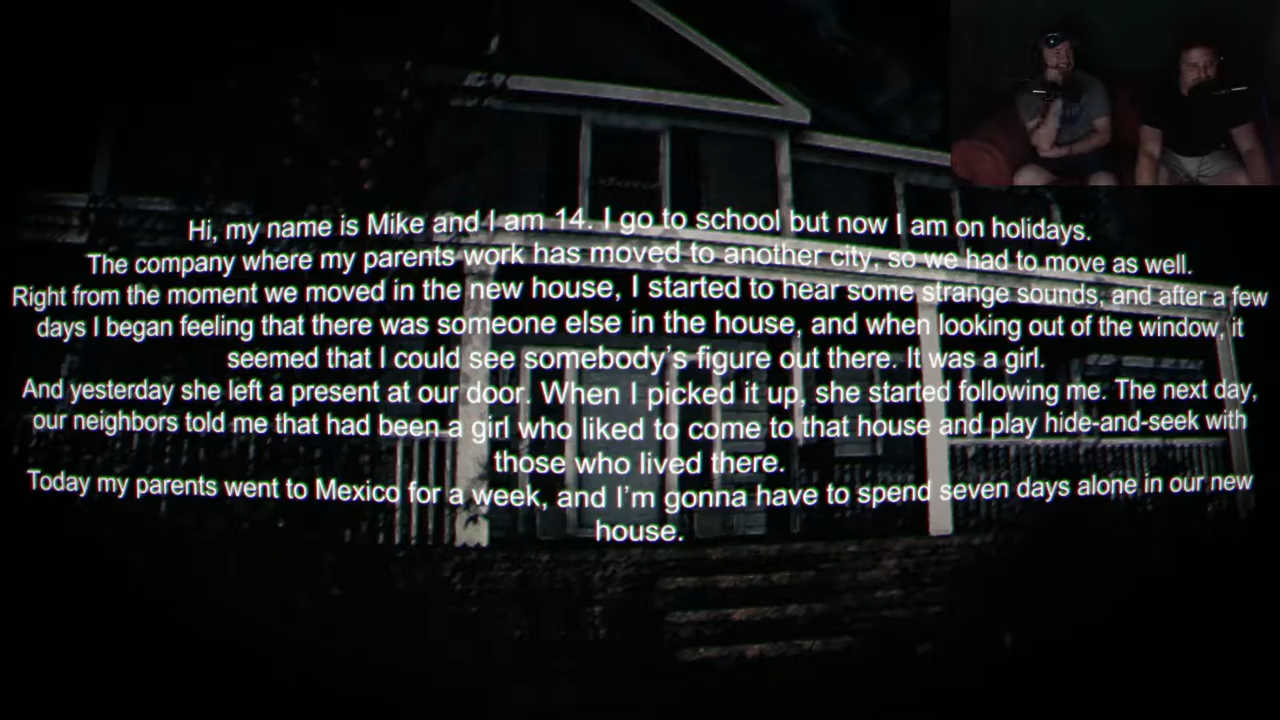 Hi, my name is Mike and I am 14. I go to school but now I am on holidays.
The company where my parents work has moved to another city, so we had to move as well.
Right from the moment we moved in the new house, I started to hear some strange sounds, and after a few
days I began feeling that there was someone else in the house, and when looking out of the window, it
seemed that I could see somebody's figure out there. It was a girl.
And yesterday she left a present at our door. When I picked it up, she started following me. The next day,
our neighbors told me that had been a girl who liked to come to that house and play hide-and-seek with
those who lived there.
Today my parents went to Mexico for a week, and I'm gonna have to spend seven days alone in our new
house.